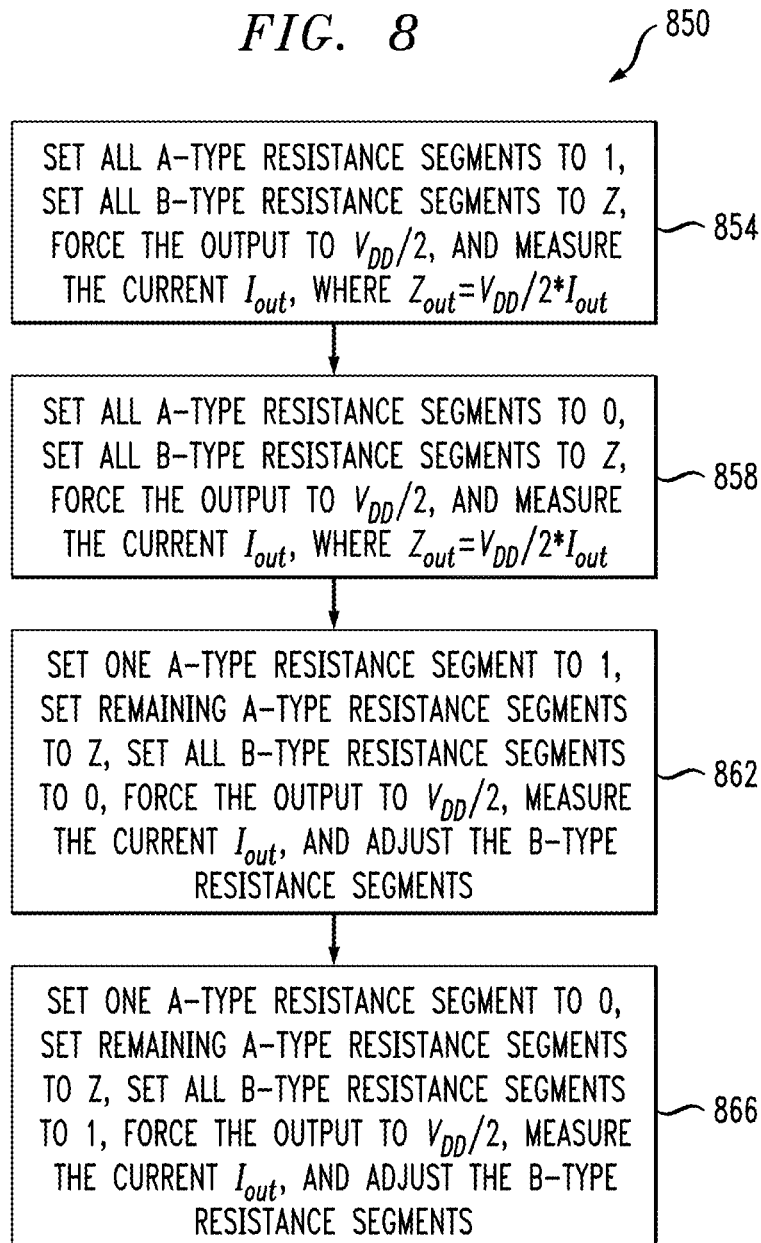 FIG. 8
850
SET ALL A-TYPE RESISTANCE SEGMENTS TO 1,
SET ALL B-TYPE RESISTANCE SEGMENTS TO Z,
FORCE THE OUTPUT TO VDD/2, AND MEASURE
THE CURRENT Iout, WHERE Zout=VDD/2*Iout
854
SET ALL A-TYPE RESISTANCE SEGMENTS TO 0,
SET ALL B-TYPE RESISTANCE SEGMENTS TO Z,
FORCE THE OUTPUT TO VDD/2, AND MEASURE
THE CURRENT Iout, WHERE Zout=VDD/2*Iout
858
SET ONE A-TYPE RESISTANCE SEGMENT TO 1,
SET REMAINING A-TYPE RESISTANCE SEGMENTS
TO Z, SET ALL B-TYPE RESISTANCE SEGMENTS
TO 0, FORCE THE OUTPUT TO VDD/2, MEASURE
THE CURRENT Iout, AND ADJUST THE B-TYPE
RESISTANCE SEGMENTS
862
SET ONE A-TYPE RESISTANCE SEGMENT TO 0,
SET REMAINING A-TYPE RESISTANCE SEGMENTS
TO Z, SET ALL B-TYPE RESISTANCE SEGMENTS
TO 1, FORCE THE OUTPUT TO VDD/2, MEASURE
THE CURRENT Iout, AND ADJUST THE B-TYPE
RESISTANCE SEGMENTS
866